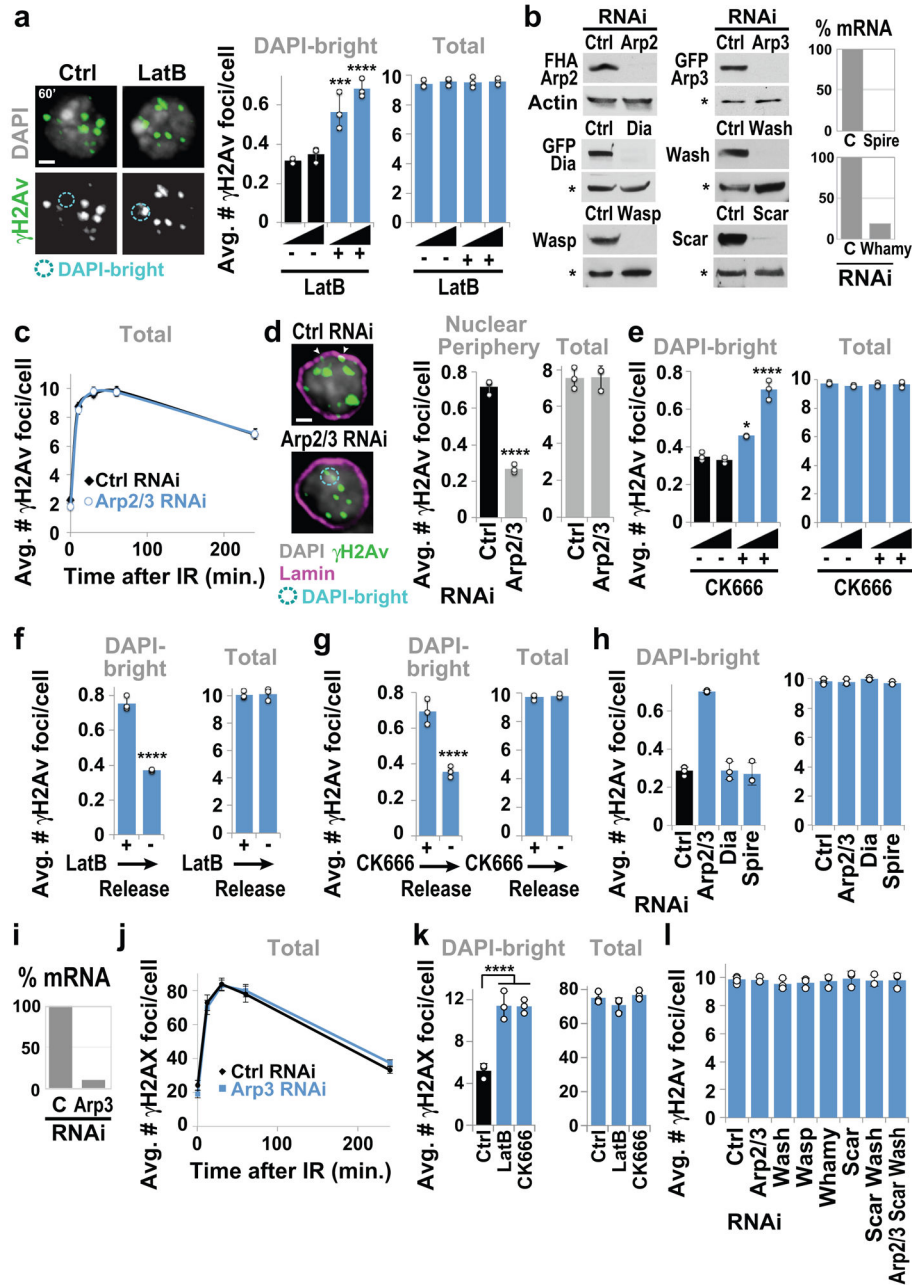 a
Ctrl LatB
60'
DAPI
γH2Av
DAPI-bright
DAPI-bright Total
Avg. # γH2Av foci/cell
*** ****
0.6
0.4
0.2
0
10
8
6
4
2
0
- - + +
LatB
- - + +
LatB
b
RNAi RNAi
Ctrl Arp2
FHA
Arp2
Actin
Ctrl Arp3
GFP
Arp3
*
Ctrl Dia
GFP
Dia
*
Ctrl Wash
Wash
*
Ctrl Wasp
Wasp
*
Ctrl Scar
Scar
*
% mRNA
100
50
0
C Spire
100
50
0
C Whamy
RNAi
c
Total
Avg. # γH2Av foci/cell
10
8
6
4
2
0
Ctrl RNAi
Arp2/3 RNAi
0 100 200
Time after IR (min.)
d
Ctrl RNAi
Arp2/3 RNAi
DAPI γH2Av
Lamin
DAPI-bright
Nuclear
Periphery
Total
Avg. # γH2Av foci/cell
0.8
0.6
0.4
0.2
0
****
8
6
4
2
0
Ctrl Arp2/3
Ctrl Arp2/3
RNAi
e
DAPI-bright Total
Avg. # γH2Av foci/cell
* ****
0.6
0.4
0.2
0
10
8
6
4
2
0
- - + +
CK666
- - + +
CK666
f
DAPI-
bright
Total
Avg. # γH2Av foci/cell
0.8
0.6
0.4
0.2
0
****
10
8
6
4
2
0
+ -
LatB
Release
+ -
LatB
Release
g
DAPI-
bright
Total
Avg. # γH2Av foci/cell
0.8
0.6
0.4
0.2
0
****
10
8
6
4
2
0
+ -
CK666
Release
+ -
CK666
Release
h
DAPI-bright
Avg. # γH2Av foci/cell
0.6
0.4
0.2
0
10
8
6
4
2
0
Ctrl Arp2/3 Dia Spire
Ctrl Arp2/3 Dia Spire
RNAi
i
% mRNA
100
50
0
C Arp3
RNAi
j
Total
Avg. # γH2AX foci/cell
80
60
40
20
0
Ctrl RNAi
Arp3 RNAi
0 100 200
Time after IR (min.)
k
DAPI-bright Total
Avg. # γH2AX foci/cell
****
12
9
6
3
0
80
60
40
20
0
Ctrl LatB CK666
Ctrl LatB CK666
l
Avg. # γH2Av foci/cell
10
8
6
4
2
0
Ctrl
Arp2/3
Wash
Wasp
Whamy
Scar
Scar Wash
Arp2/3 Scar Wash
RNAi